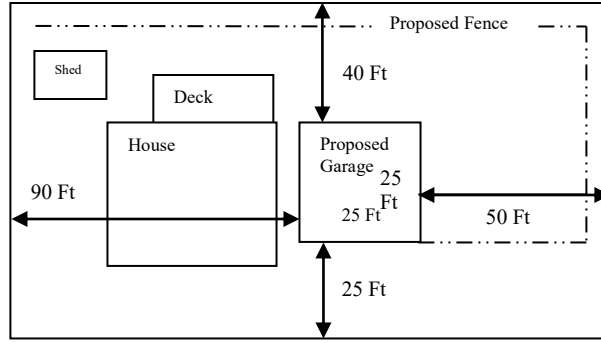 Proposed Fence
Shed
40 Ft
Deck
House
Proposed
Garage
25
Ft
25 Ft
90 Ft
50 Ft
25 Ft